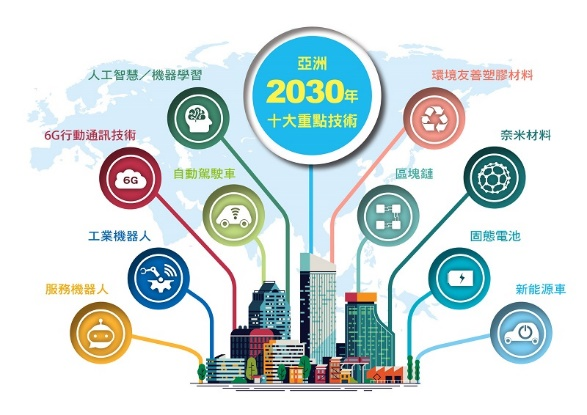 亞洲
2030年
十大重點技術
人工智慧／機器學習
6G行動通訊技術
6G
自動駕駛車
工業機器人
服務機器人
環境友善塑膠材料
奈米材料
區塊鏈
固態電池
新能源車